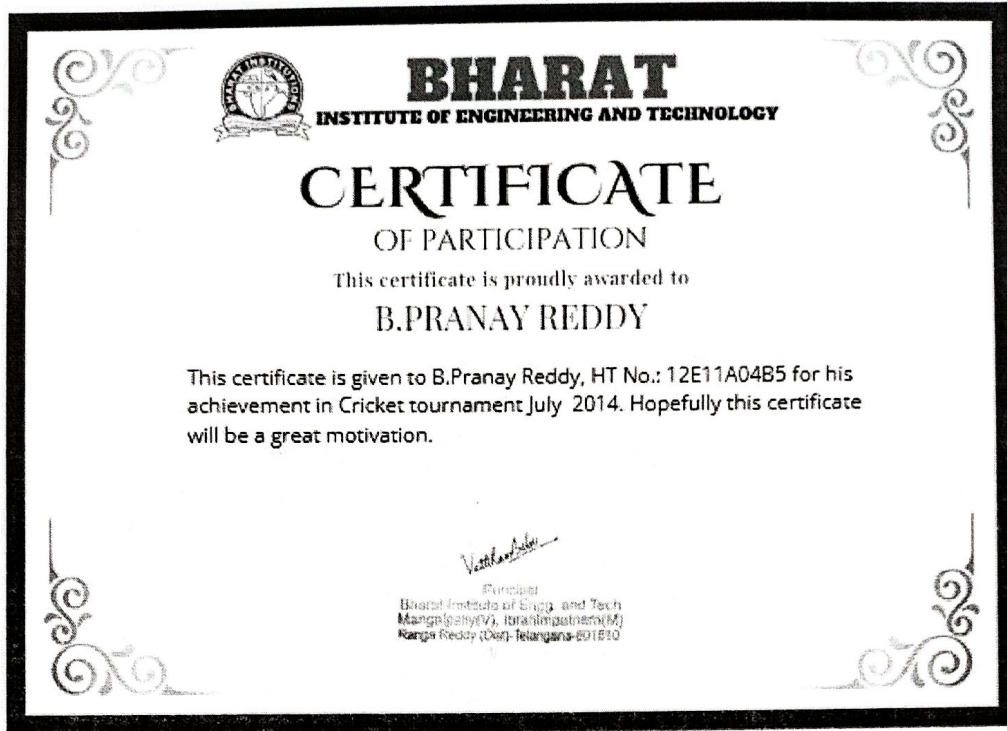 BHARAT INSTITUTIONS
BHARAT
INSTITUTE OF ENGINEERING AND TECHNOLOGY
CERTIFICATE
OF PARTICIPATION
This certificate is proudly awarded to
B.PRANAY REDDY
This certificate is given to B.Pranay Reddy, HT No.: 12E11A04B5 for his
achievement in Cricket tournament July 2014. Hopefully this certificate
will be a great motivation.
Principal
Bharat Institute of Engg. and Tech
Mangalpally(V), Ibrahimpatnam(M)
Ranga Reddy (Dist)-Telangana-501510